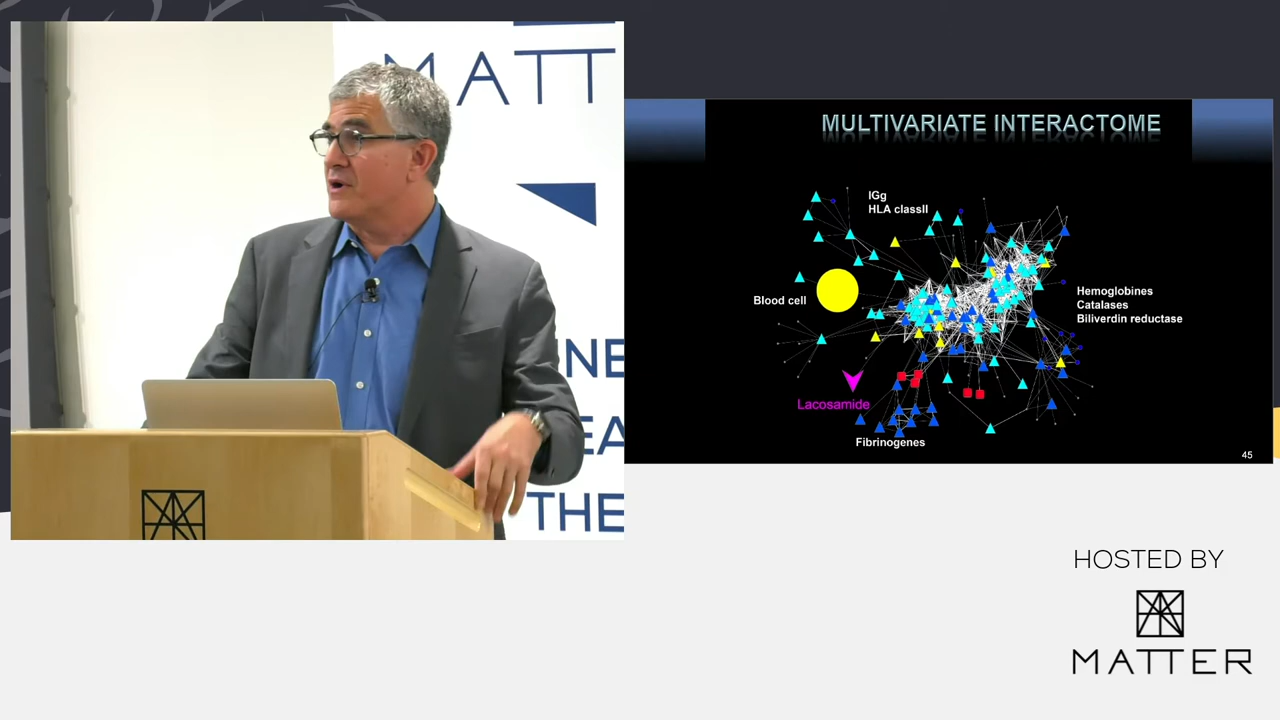 MATT
INE
EA
THE
MULTIVARIATE INTERACTOME
IGg
HLA classII
Blood cell
Hemoglobines
Catalases
Biliverdin reductase
Lacosamide
Fibrinogenes
45
HOSTED BY
MATTER